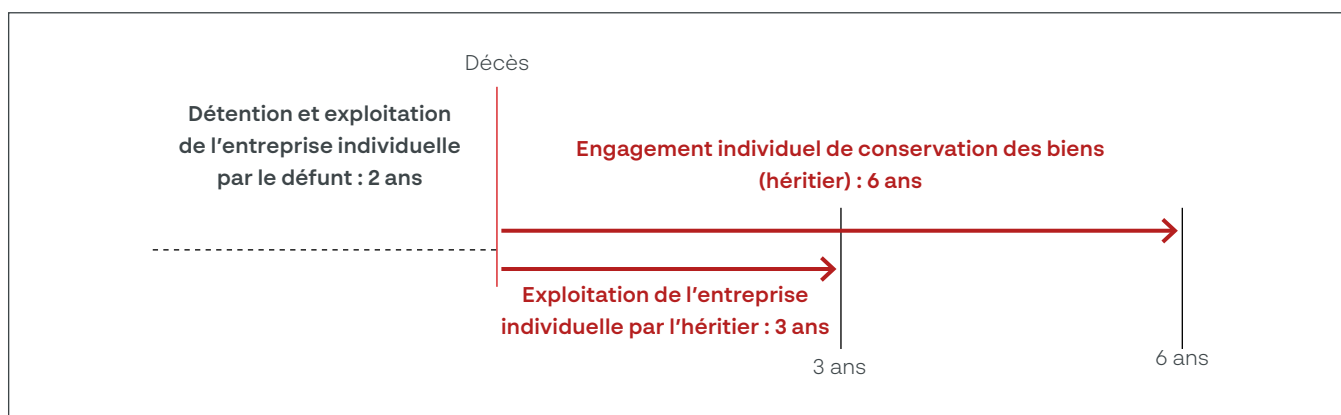 Décès
Détention et exploitation
de l’entreprise individuelle
par le défunt : 2 ans
Engagement individuel de conservation des biens
(héritier) : 6 ans
Exploitation de l’entreprise
individuelle par l’héritier : 3 ans
3 ans
6 ans